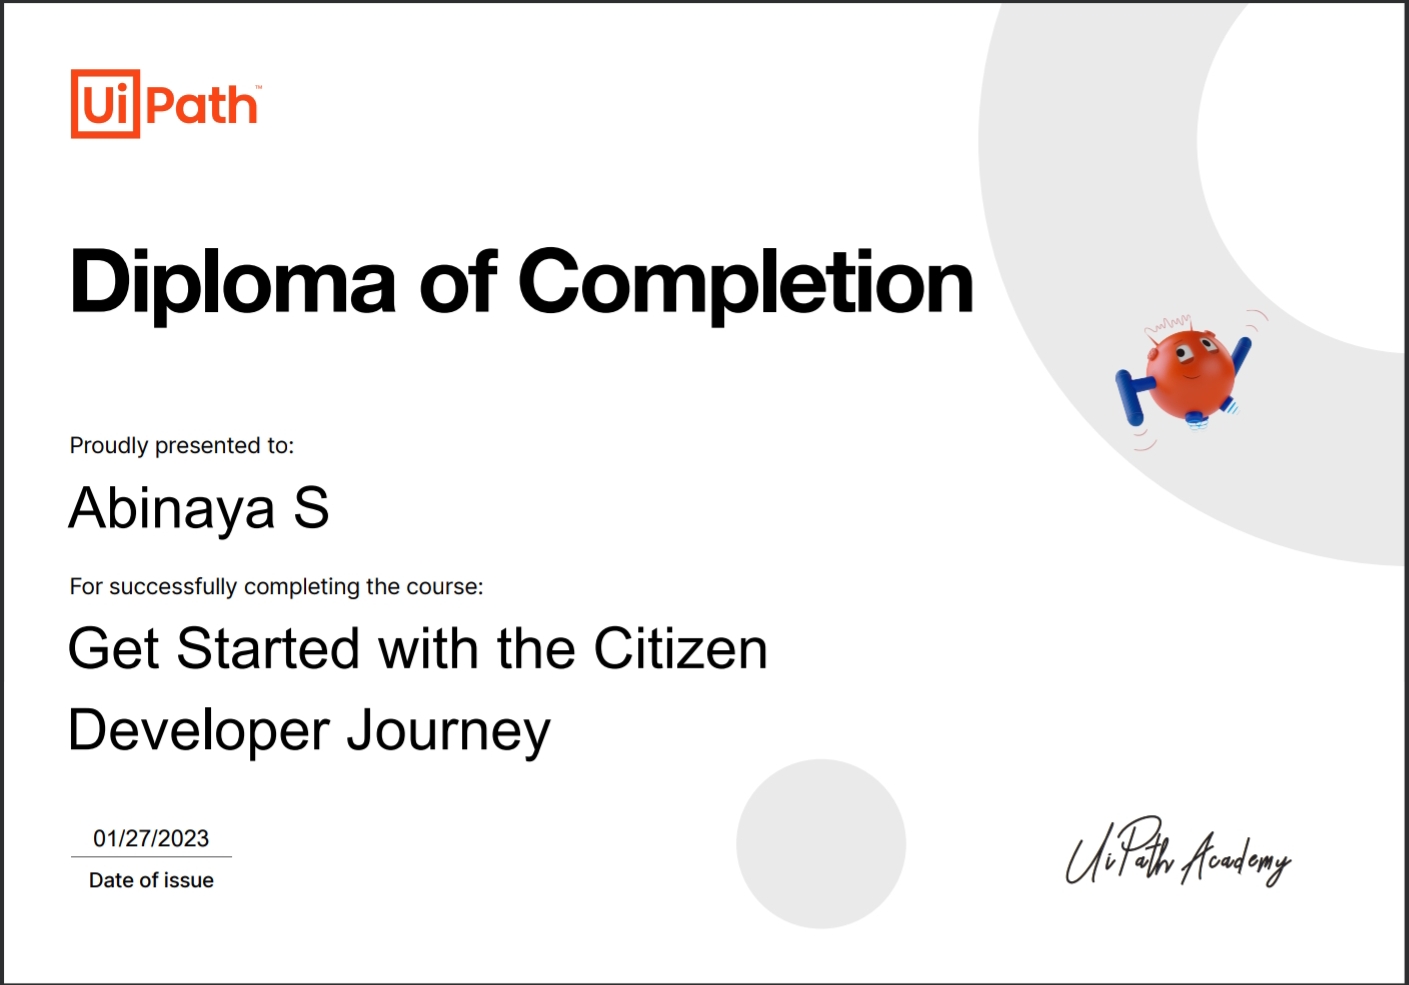 UiPath™
Diploma of Completion
Proudly presented to:
Abinaya S
For successfully completing the course:
Get Started with the Citizen
Developer Journey
01/27/2023
Date of issue
UiPath Academy